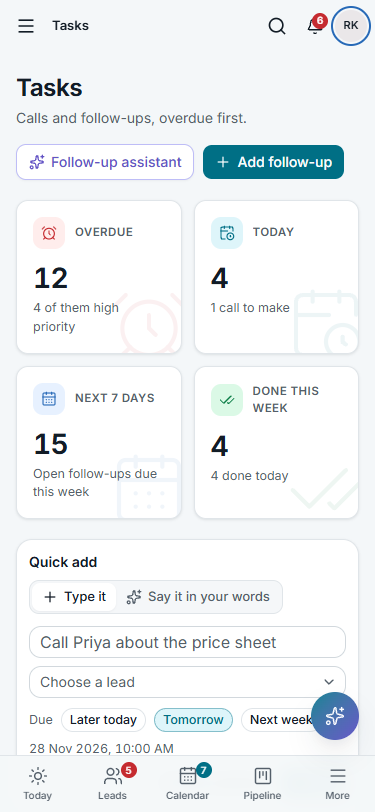 Tasks
6
RK
Tasks
Calls and follow-ups, overdue first.
Follow-up assistant
Add follow-up
OVERDUE
12
4 of them high
priority
TODAY
4
1 call to make
NEXT 7 DAYS
15
Open follow-ups due
this week
DONE THIS
WEEK
4
4 done today
Quick add
Type it
Say it in your words
Call Priya about the price sheet
Choose a lead
Due
Later today
Tomorrow
Next week
28 Nov 2026, 10:00 AM
Today
5
Leads
7
Calendar
Pipeline
More